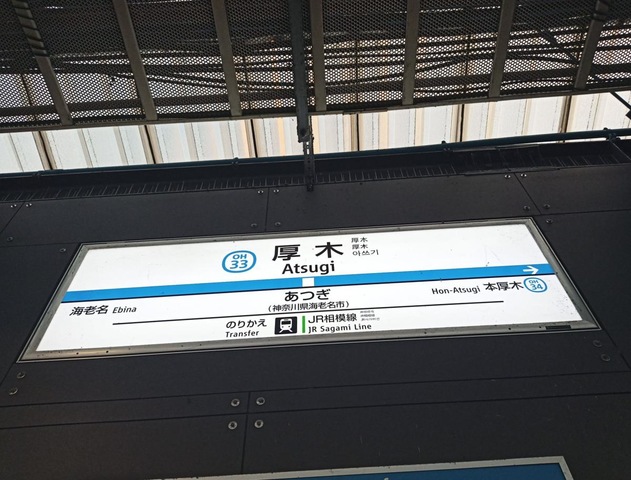 OH
33
厚木
厚木
厚木
아쓰기
Atsugi
海老名 Ebina
あつぎ
(神奈川県海老名市)
Hon-Atsugi 本厚木 OH 34
のりかえ
Transfer
JR相模線
JR Sagami Line